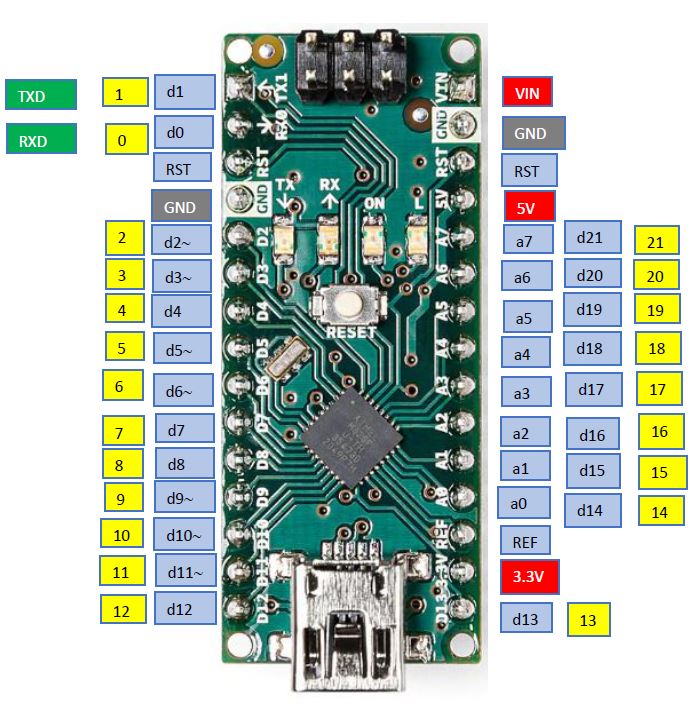 TXD 1 d1 TX1 VIN VIN
RXD 0 d0 RX0 GND GND
RST RST RST RST
GND GND TX RX ON L 5V 5V
2 d2~ D2 A7 a7 d21 21
3 d3~ D3 A6 a6 d20 20
4 d4 D4 RESET A5 a5 d19 19
5 d5~ D5 A4 a4 d18 18
6 d6~ D6 A3 a3 d17 17
7 d7 D7 A2 a2 d16 16
8 d8 D8 A1 a1 d15 15
9 d9~ D9 A0 a0 d14 14
10 d10~ D10 REF REF
11 d11~ D11 3.3V 3.3V
12 d12 D12 D13 d13 13